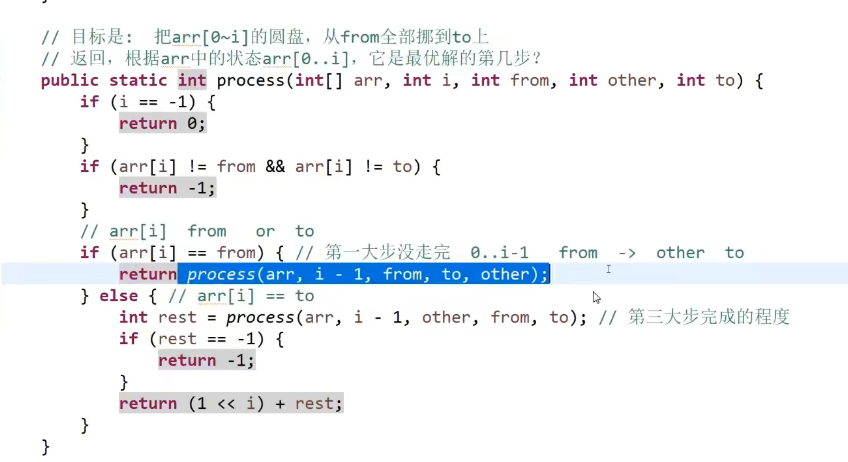 // 目标是: 把arr[0~i]的圆盘，从from全部挪到to上
// 返回，根据arr中的状态arr[0..i]，它是最优解的第几步？
public static int process(int[] arr, int i, int from, int other, int to) {
if (i == -1) {
return 0;
}
if (arr[i] != from && arr[i] != to) {
return -1;
}
// arr[i] from or to
if (arr[i] == from) { // 第一大步没走完 0..i-1 from -> other to
return process(arr, i - 1, from, to, other);
} else { // arr[i] == to
int rest = process(arr, i - 1, other, from, to); // 第三大步完成的程度
if (rest == -1) {
return -1;
}
return (1 << i) + rest;
}
}